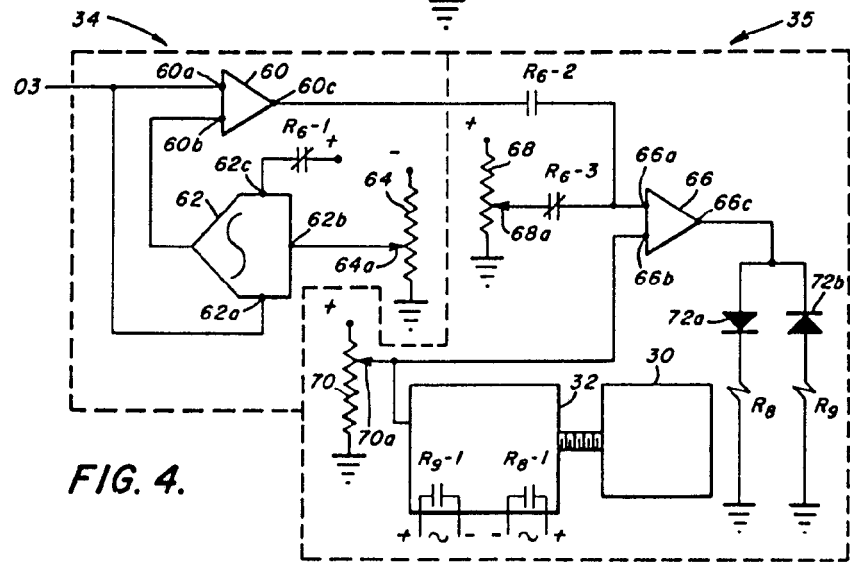 34
35
03
60a
60
60c
R6-2
60b
R6-1
+
+
62c
-
68
R6-3
66a
62
64
66
62b
66c
68a
64a
66b
72b
62a
+
72a
32
30
70
R8
R9
70a
R9-1
R8-1
FIG. 4.
+ ~ - - ~ +